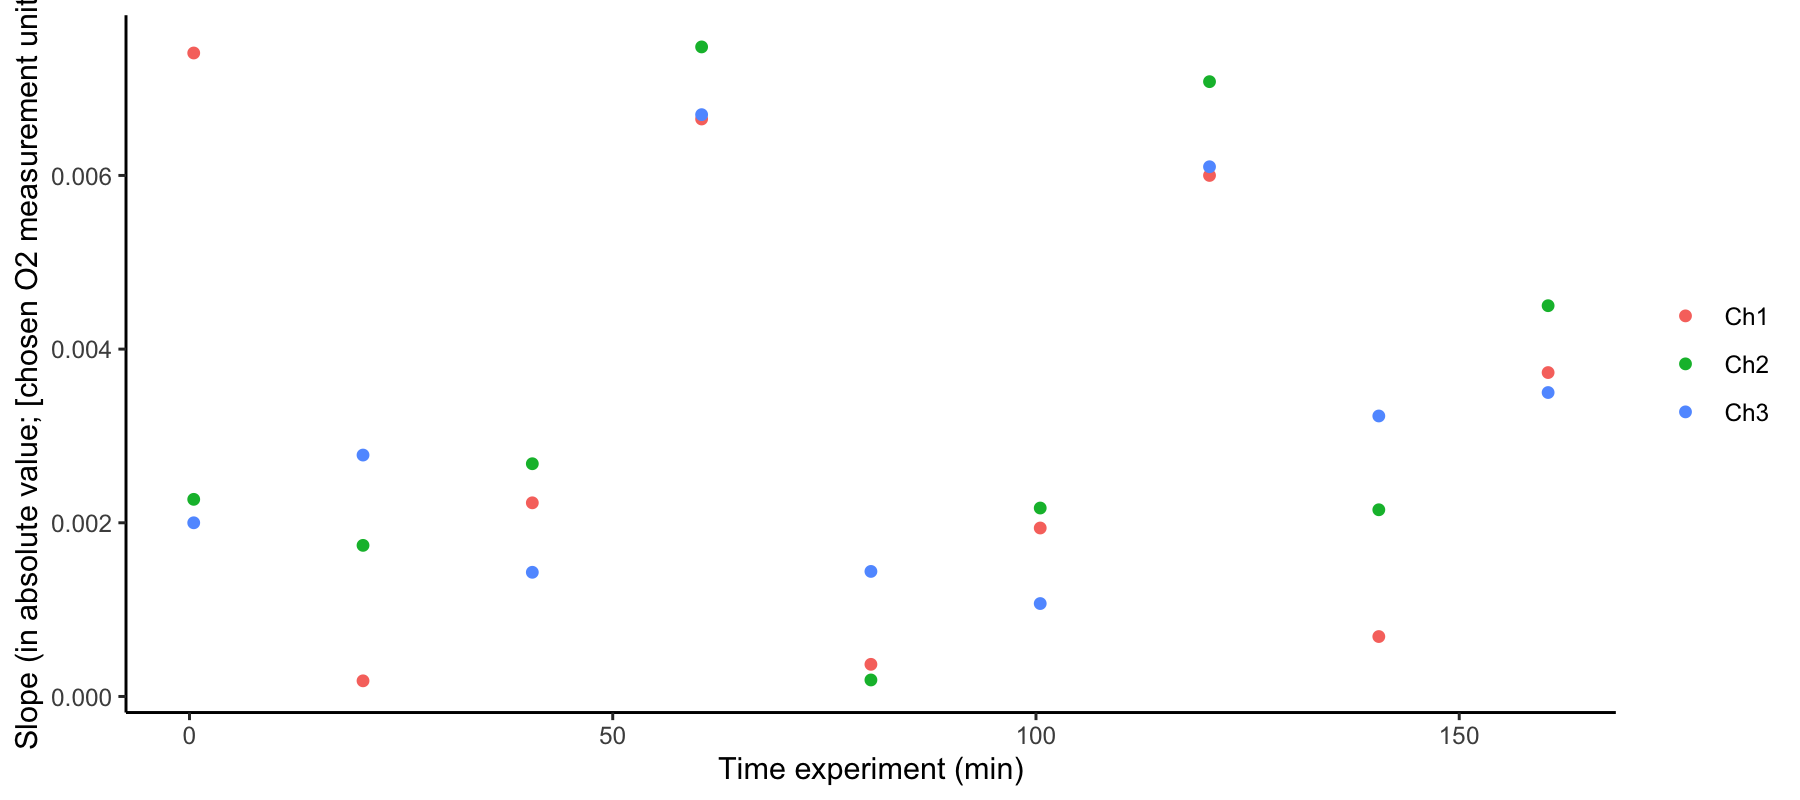 Slope (in absolute value; [chosen O2 measurement unit
0.006
0.004
0.002
0.000
0
50
100
150
Time experiment (min)
Ch1
Ch2
Ch3